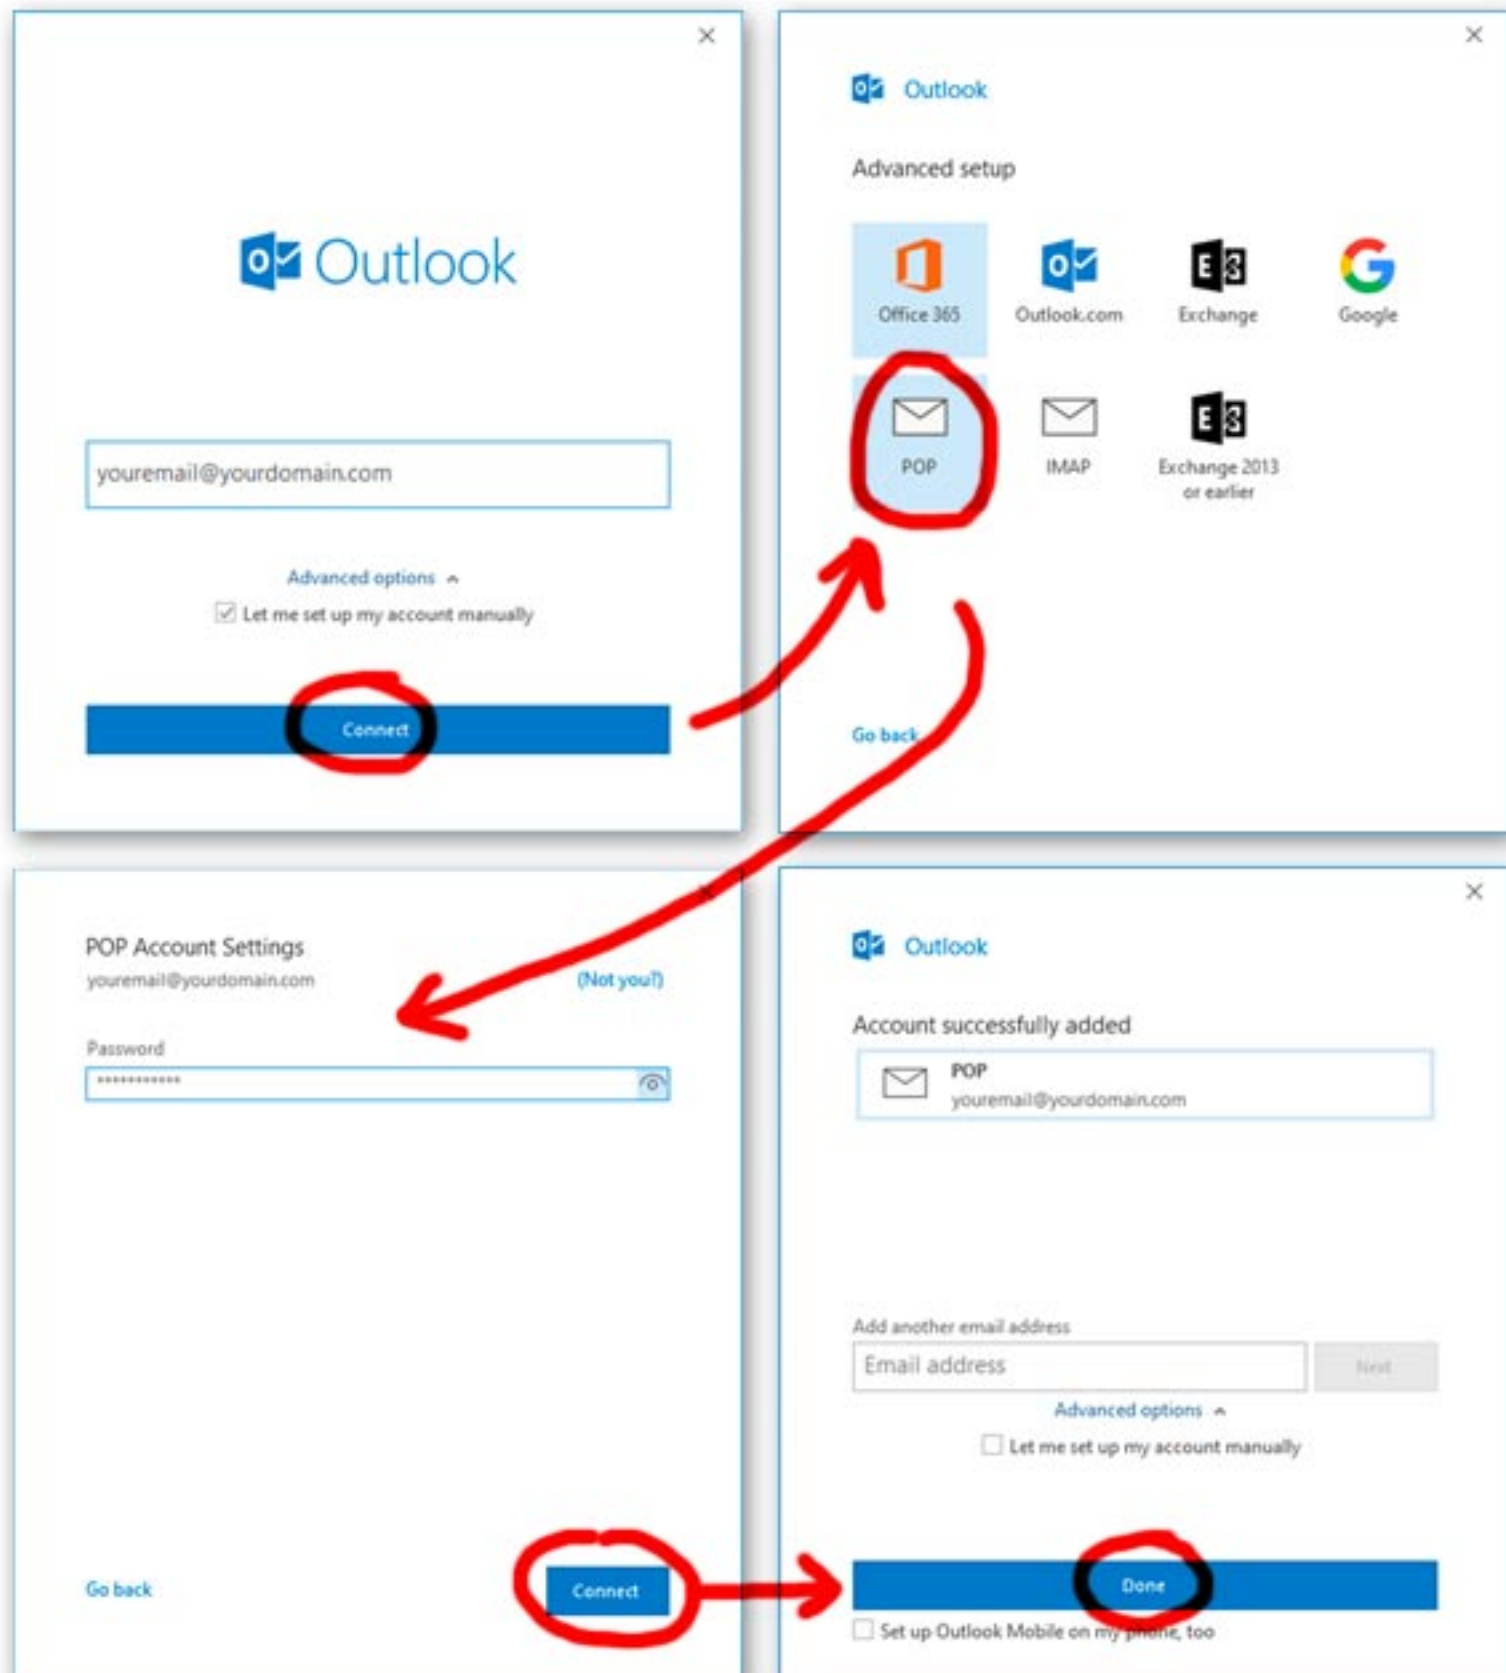 Outlook
youremail@yourdomain.com
Advanced options
Let me set up my account manually
Connect
Outlook
Advanced setup
Office 365
Outlook.com
Exchange
Google
POP
IMAP
Exchange 2013
or earlier
Go back
POP Account Settings
youremail@yourdomain.com
(Not you?)
Password
***********
Go back
Connect
Outlook
Account successfully added
POP
youremail@yourdomain.com
Add another email address
Email address
Next
Advanced options
Let me set up my account manually
Done
Set up Outlook Mobile on my phone, too